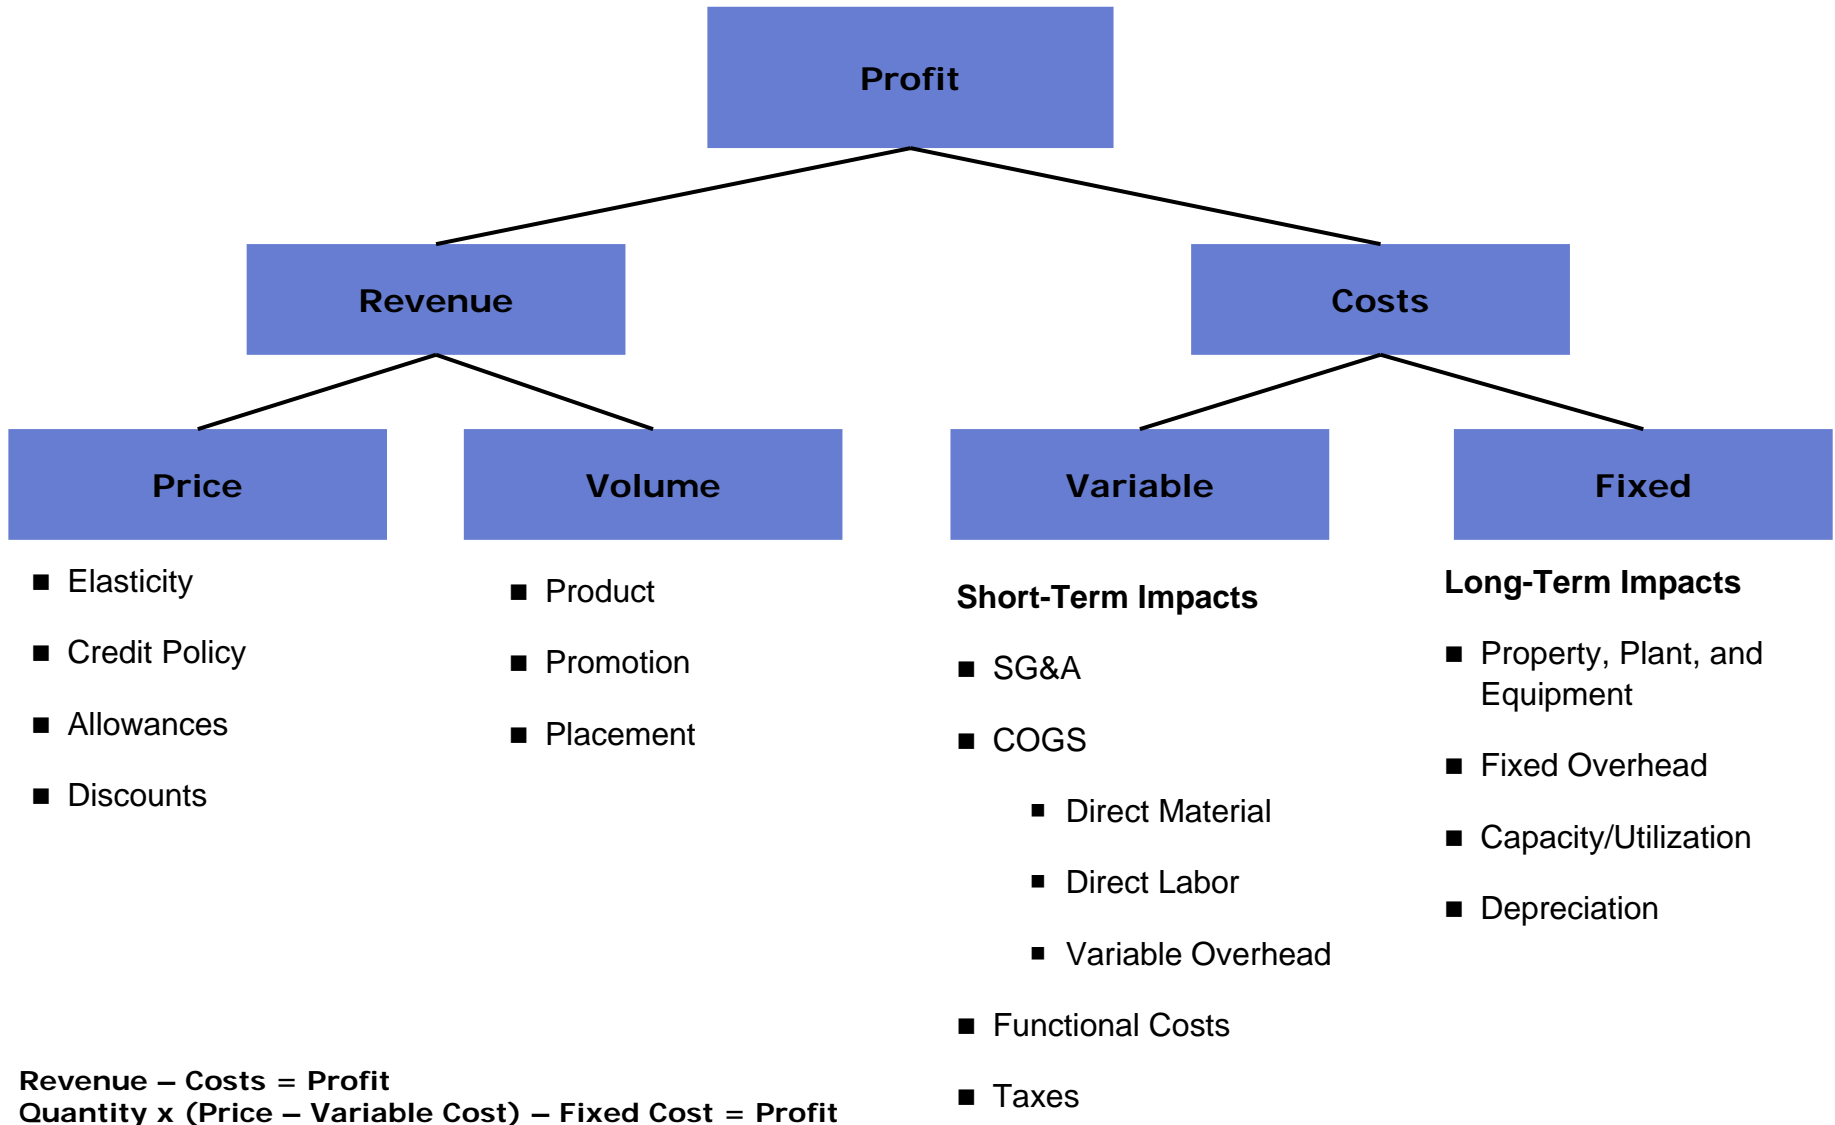 Profit
Revenue
Costs
Price
Volume
Variable
Fixed
■ Elasticity
■ Credit Policy
■ Allowances
■ Discounts
■ Product
■ Promotion
■ Placement
Short-Term Impacts
■ SG&A
■ COGS
■ Direct Material
■ Direct Labor
■ Variable Overhead
■ Functional Costs
■ Taxes
Long-Term Impacts
■ Property, Plant, and
Equipment
■ Fixed Overhead
■ Capacity/Utilization
■ Depreciation
Revenue – Costs = Profit
Quantity x (Price – Variable Cost) – Fixed Cost = Profit